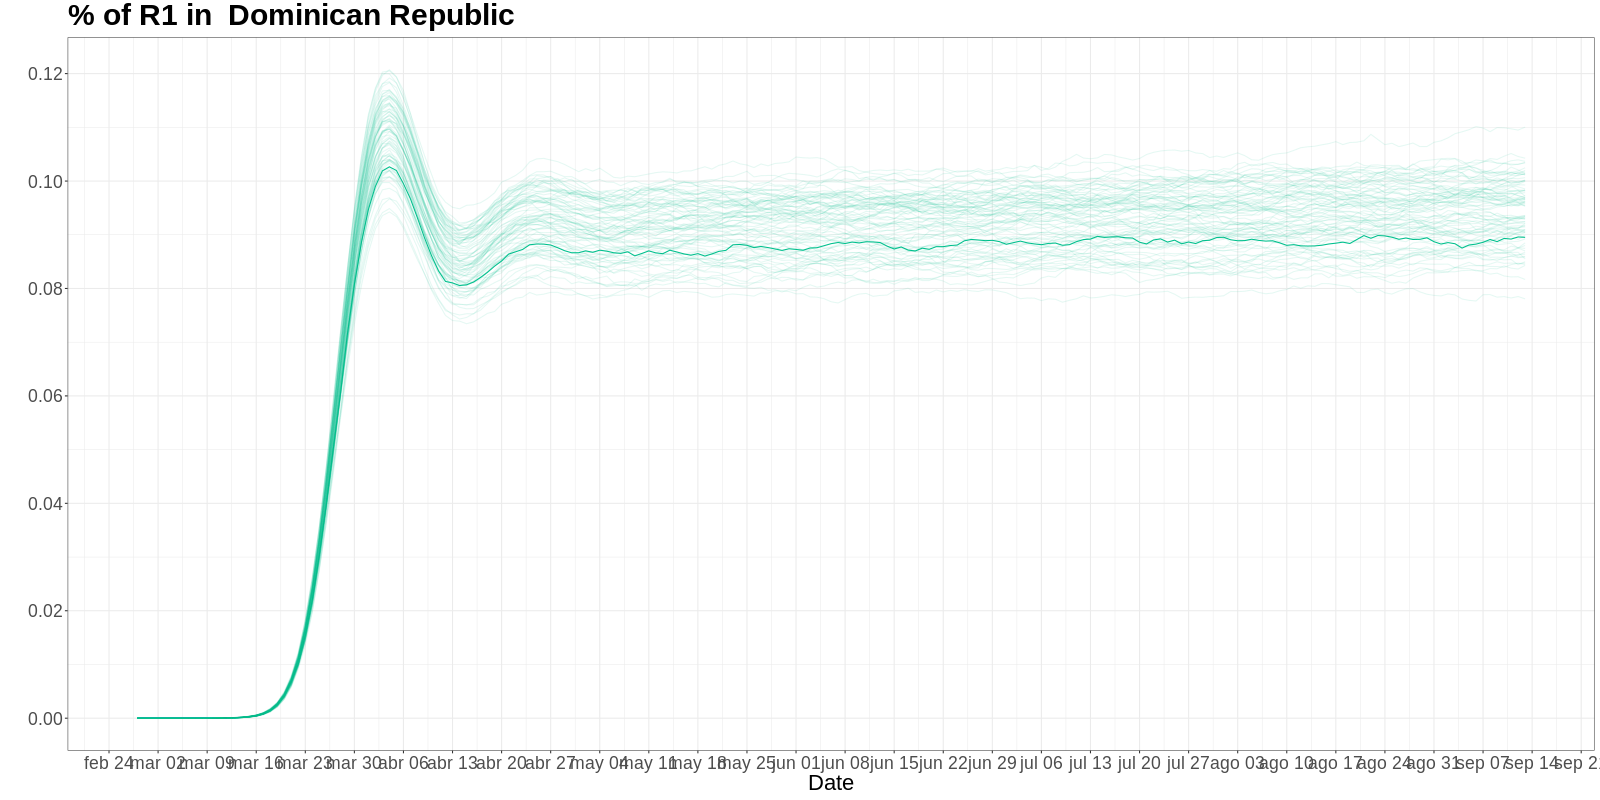 % of R1 in  Dominican Republic
0.12
0.10
0.08
0.06
0.04
0.02
0.00
feb 24 mar 02 mar 09 mar 16 mar 23 mar 30 abr 06 abr 13 abr 20 abr 27 may 04 may 11 may 18 may 25 jun 01 jun 08 jun 15 jun 22 jun 29 jul 06 jul 13 jul 20 jul 27 ago 03 ago 10 ago 17 ago 24 ago 31 sep 07 sep 14 sep 21
Date